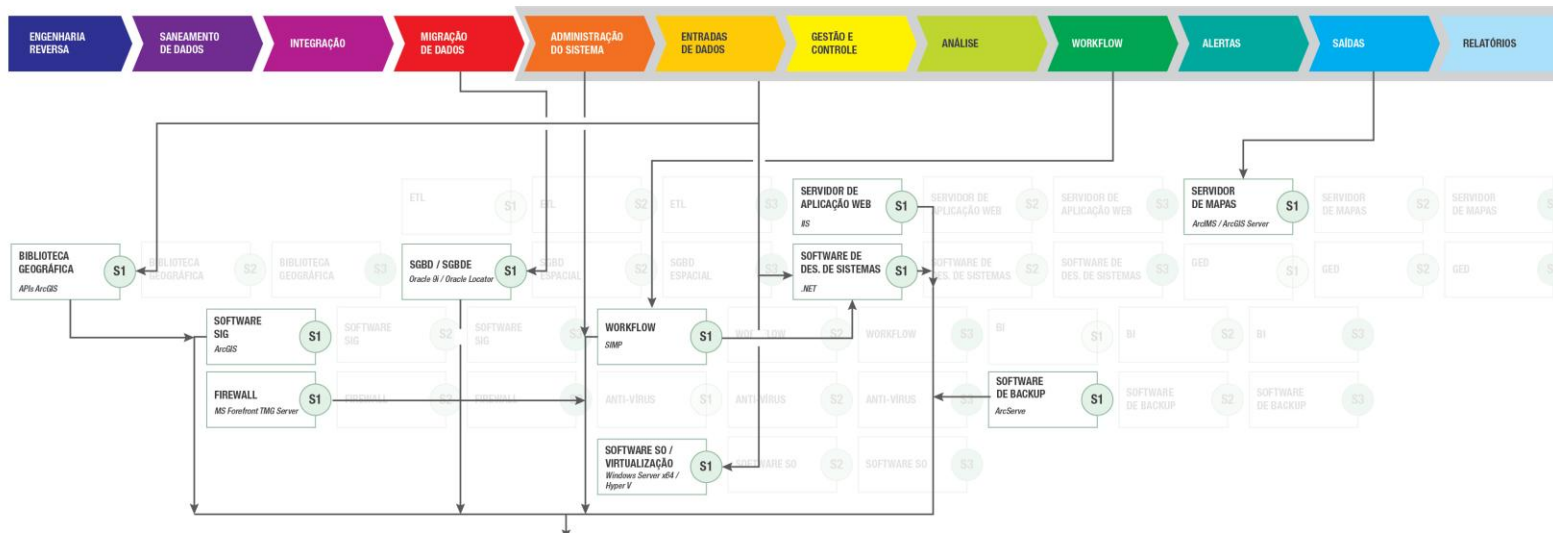 ENGENHARIA
REVERSA
SANEAMENTO
DE DADOS
INTEGRAÇÃO
MIGRAÇÃO
DE DADOS
ADMINISTRAÇÃO
DO SISTEMA
ENTRADAS
DE DADOS
GESTÃO E
CONTROLE
ANÁLISE
WORKFLOW
ALERTAS
SAÍDAS
RELATÓRIOS
ETL
S1
ETL
S2
ETL
S3
SERVIDOR DE
APLICAÇÃO WEB
IIS
S1
SERVIDOR DE
APLICAÇÃO WEB
S2
SERVIDOR DE
APLICAÇÃO WEB
S3
SERVIDOR
DE MAPAS
ArcIMS / ArcGIS Server
S1
SERVIDOR
DE MAPAS
S2
SERVIDOR
DE MAPAS
S3
BIBLIOTECA
GEOGRÁFICA
APIs ArcGIS
S1
BIBLIOTECA
GEOGRÁFICA
S2
BIBLIOTECA
GEOGRÁFICA
S3
SGBD / SGBDE
Oracle 9i / Oracle Locator
S1
SGBD
ESPACIAL
S2
SGBD
ESPACIAL
S3
SOFTWARE DE
DES. DE SISTEMAS
.NET
S1
SOFTWARE DE
DES. DE SISTEMAS
S2
SOFTWARE DE
DES. DE SISTEMAS
S3
GED
S1
GED
S2
GED
S3
SOFTWARE
SIG
ArcGIS
S1
SOFTWARE
SIG
S2
SOFTWARE
SIG
S3
WORKFLOW
SIMP
S1
WORKFLOW
S2
WORKFLOW
S3
BI
S1
BI
S2
BI
S3
FIREWALL
MS Forefront TMG Server
S1
FIREWALL
S2
FIREWALL
S3
ANTI-VÍRUS
S1
ANTI-VÍRUS
S2
ANTI-VÍRUS
S3
SOFTWARE
DE BACKUP
ArcServe
S1
SOFTWARE
DE BACKUP
S2
SOFTWARE
DE BACKUP
S3
SOFTWARE SO /
VIRTUALIZAÇÃO
Windows Server x64 /
Hyper V
S1
SOFTWARE SO
S2
SOFTWARE SO
S3